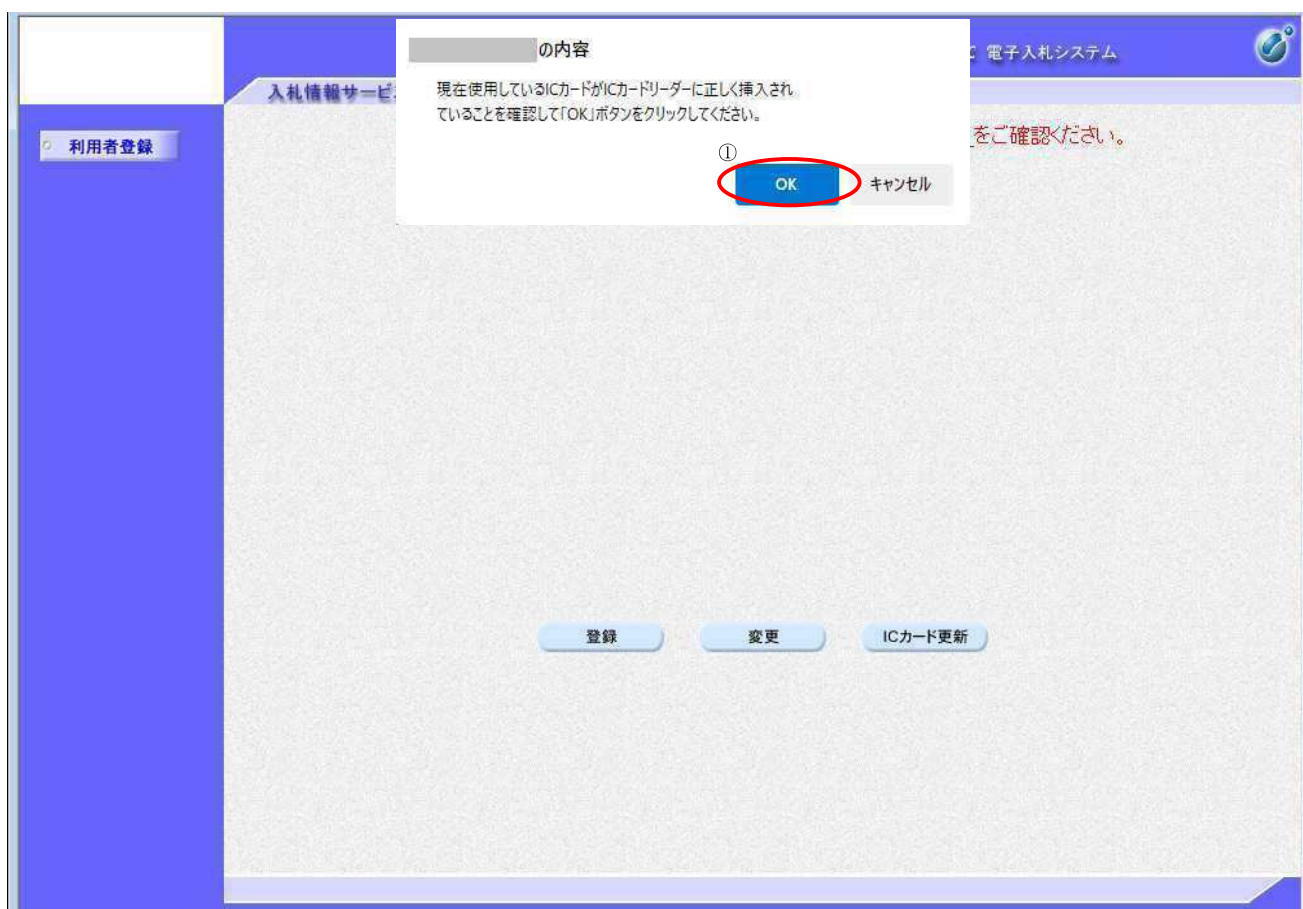 の内容
電子入札システム
入札情報サービ
現在使用しているICカードがICカードリーダーに正しく挿入され
ていることを確認して「OK」ボタンをクリックしてください。
をご確認ください。
利用者登録
①
OK
キャンセル
登録
変更
ICカード更新